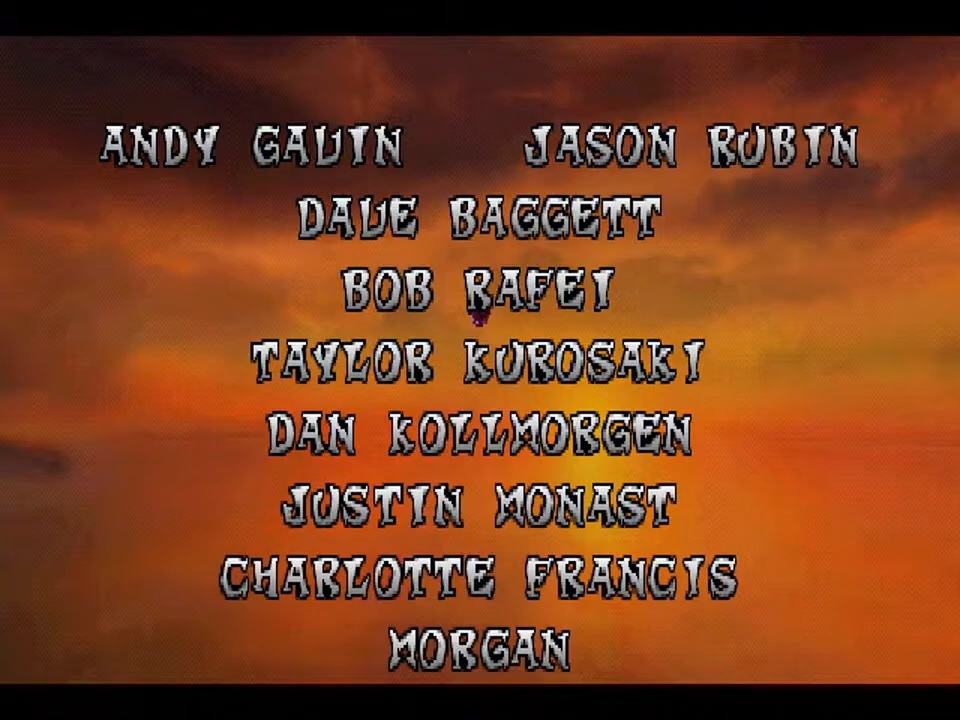 ANDY GAVIN JASON RUBIN
DAVE BAGGETT
BOB RAFEI
TAYLOR KUROSAKI
DAN KOLLMORGEN
JUSTIN MONAST
CHARLOTTE FRANCIS
MORGAN